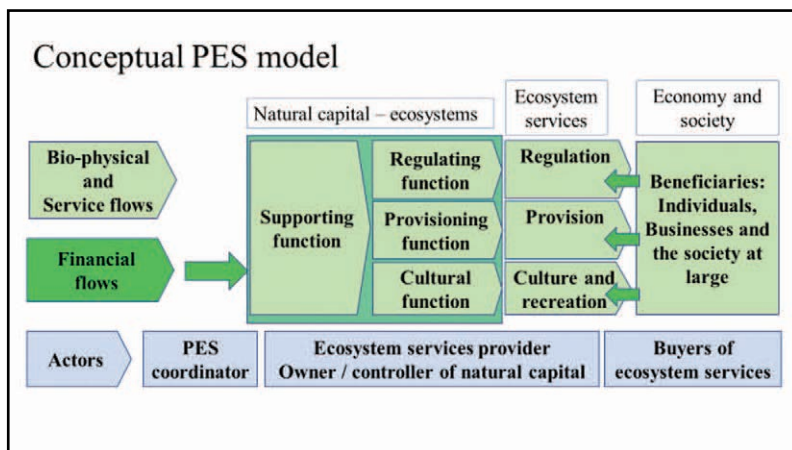 Conceptual PES model
Natural capital – ecosystems
Ecosystem
services
Economy and
society
Bio-physical
and
Service flows
Financial
flows
Supporting
function
Regulating
function
Provisioning
function
Cultural
function
Regulation
Provision
Culture and
recreation
Beneficiaries:
Individuals,
Businesses and
the society at
large
Actors
PES
coordinator
Ecosystem services provider
Owner / controller of natural capital
Buyers of
ecosystem services